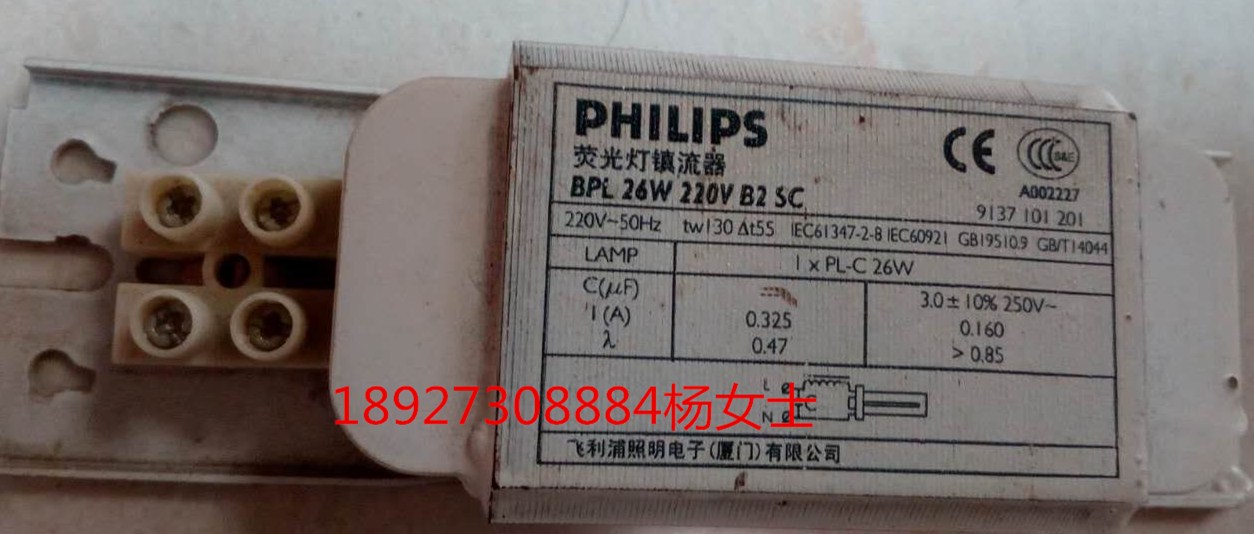 PHILIPS
荧光灯镇流器
BPL 26W 220V B2 SC
CE
CCC S&E
A002227
9137 101 201
220V~50Hz tw130 Δt55 IEC61347-2-8 IEC60921 GB19510.9 GB/T14044
LAMP 1 x PL-C 26W
C(μF) 3.0±10% 250V~
I(A) 0.325 0.160
λ 0.47 > 0.85
L
N
18927308884杨女士
飞利浦照明电子(厦门)有限公司